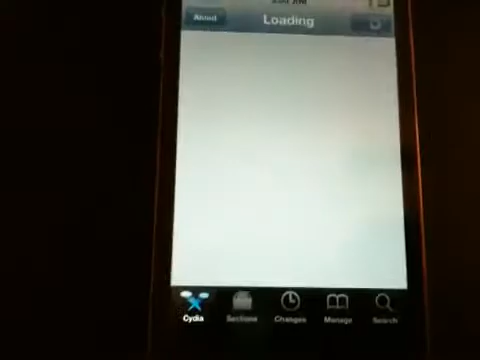 About
Loading
Cydia
Sections
Changes
Manage
Search